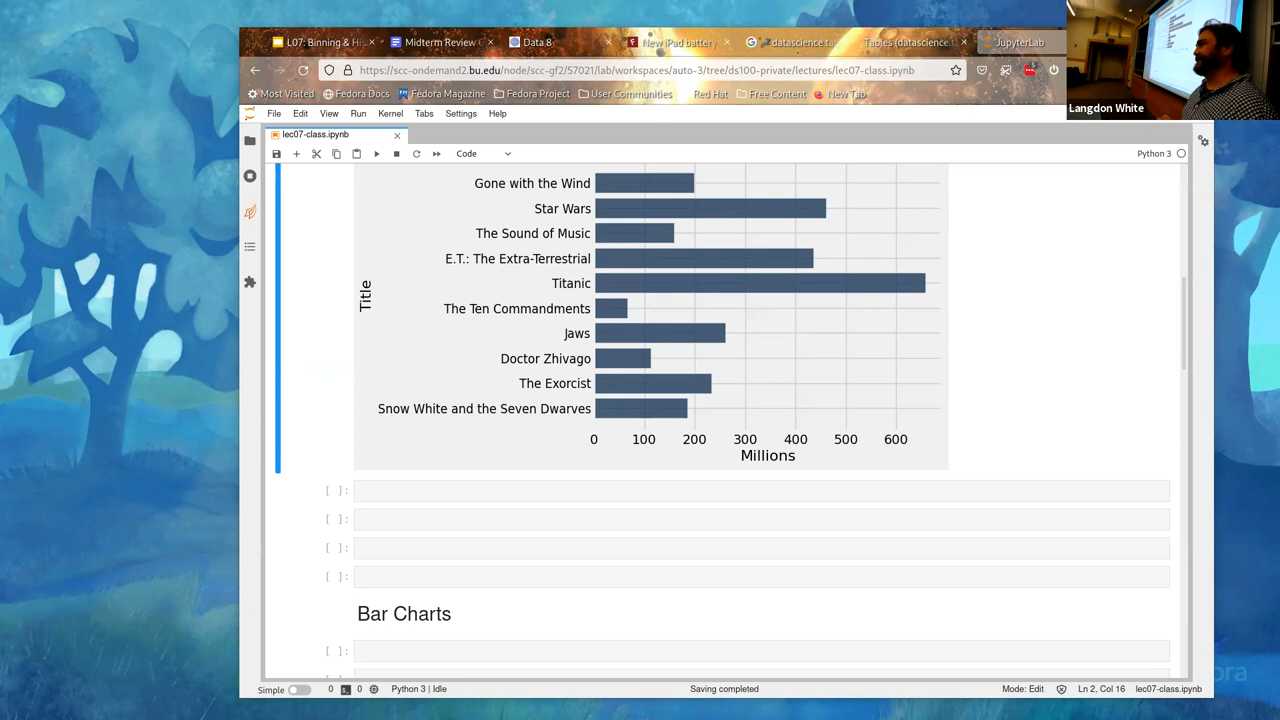 L07: Binning & Hi
Midterm Review
Data 8
New iPad battery
datascience.ta
Tables (datascience.t
JupyterLab
https://scc-ondemand2.bu.edu/node/scc-gf2/57021/lab/workspaces/auto-3/tree/ds100-private/lectures/lec07-class.ipynb
Most Visited
Fedora Docs
Fedora Magazine
Fedora Project
User Communities
Red Hat
Free Content
New Tab
Langdon White
File Edit View Run Kernel Tabs Settings Help
lec07-class.ipynb
Code
Python 3
Gone with the Wind
Star Wars
The Sound of Music
E.T.: The Extra-Terrestrial
Titanic
The Ten Commandments
Jaws
Doctor Zhivago
The Exorcist
Snow White and the Seven Dwarves
Title
0 100 200 300 400 500 600
Millions
[ ]:
[ ]:
[ ]:
[ ]:
Bar Charts
[ ]:
Simple 0 0 Python 3 | Idle Saving completed Mode: Edit Ln 2, Col 16 lec07-class.ipynb
ora